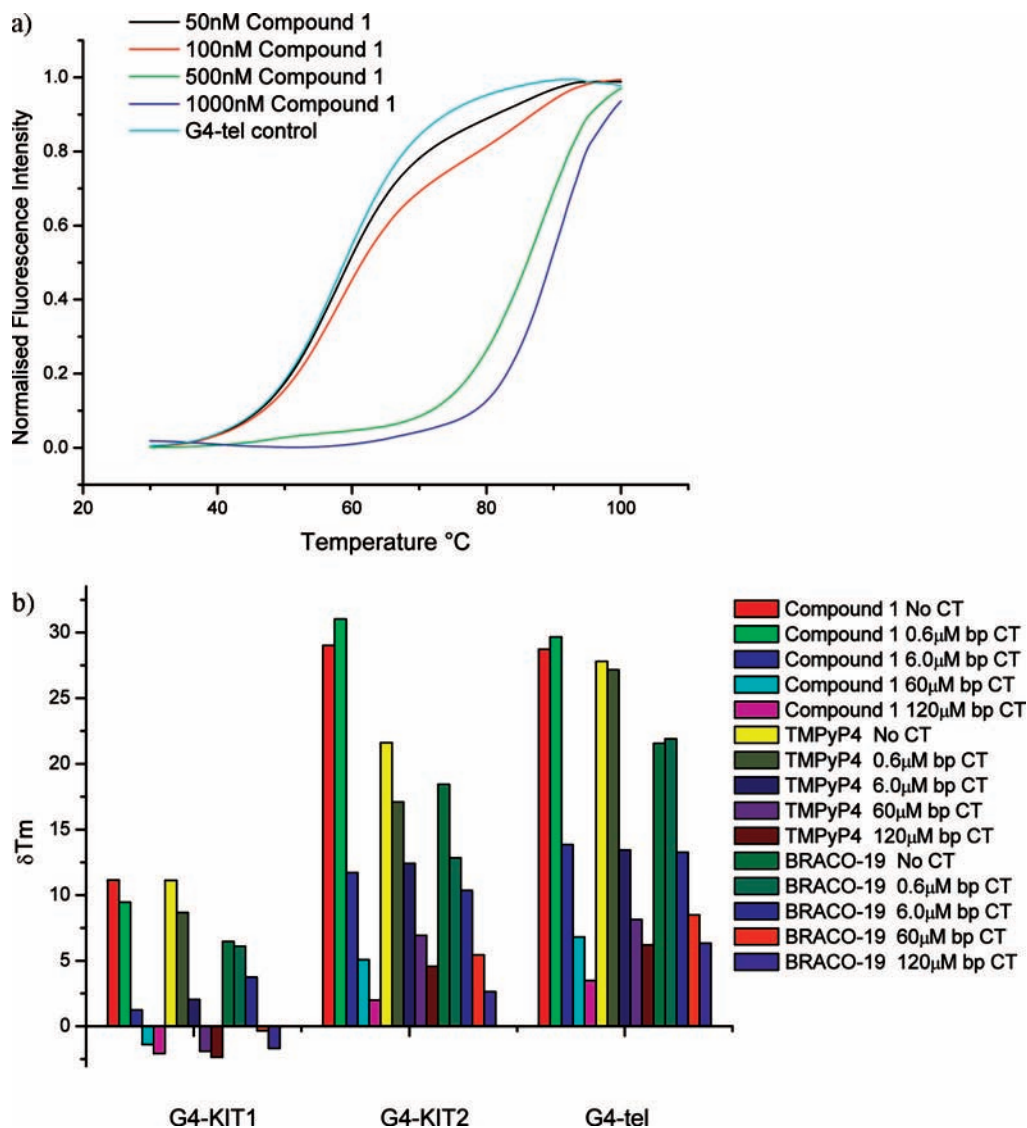 a)
50nM Compound 1
100nM Compound 1
500nM Compound 1
1000nM Compound 1
G4-tel control
Normalised Fluorescence Intensity
1.0
0.8
0.6
0.4
0.2
0.0
20 40 60 80 100
Temperature °C
b)
δTm
30
25
20
15
10
5
0
G4-KIT1 G4-KIT2 G4-tel
Compound 1 No CT
Compound 1 0.6μM bp CT
Compound 1 6.0μM bp CT
Compound 1 60μM bp CT
Compound 1 120μM bp CT
TMPyP4 No CT
TMPyP4 0.6μM bp CT
TMPyP4 6.0μM bp CT
TMPyP4 60μM bp CT
TMPyP4 120μM bp CT
BRACO-19 No CT
BRACO-19 0.6μM bp CT
BRACO-19 6.0μM bp CT
BRACO-19 60μM bp CT
BRACO-19 120μM bp CT